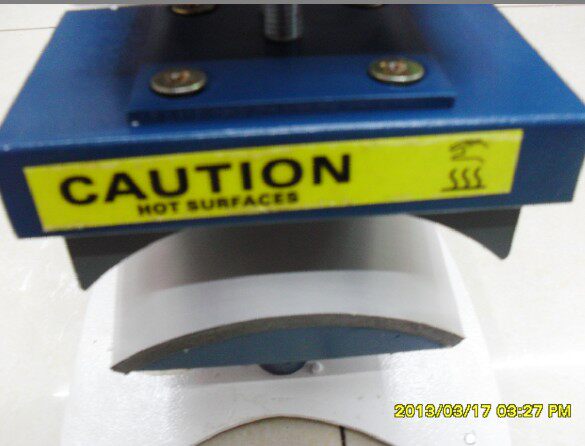 CAUTION
HOT SURFACES
2013/03/17 03:27 PM